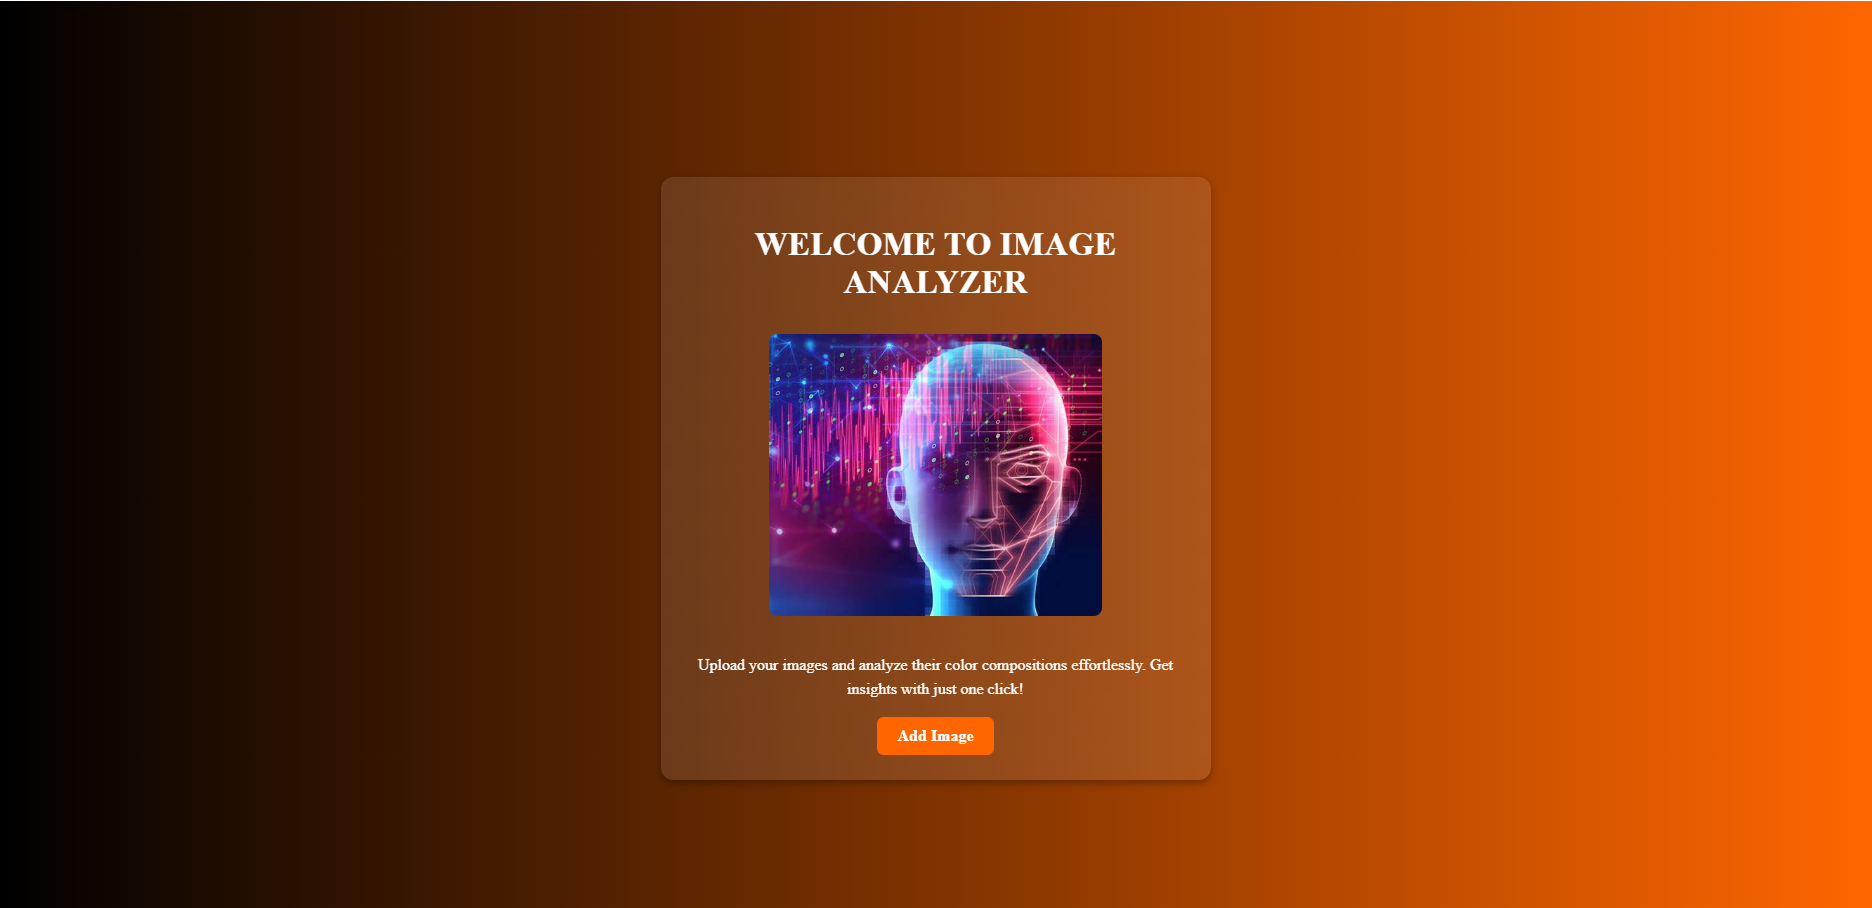 WELCOME TO IMAGE
ANALYZER
Upload your images and analyze their color compositions effortlessly. Get
insights with just one click!
Add Image